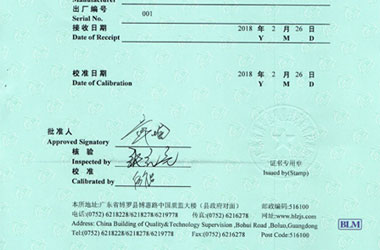 Manufacturer
出厂编号
Serial No. 001
接收日期 2018 年 2 月 26 日
Date of Receipt Y M D
校准日期 2018 年 2 月 26 日
Date of Calibration Y M D
批准人
Approved Signatory
核验
Inspected by
校准
Calibrated by
证书专用章
Issued by(Stamp)
本所地址:广东省博罗县博惠路中国质监大楼(县政府对面) 邮政编码:516100
电话:(0752) 6218228/6218279/6219778 传真:(0752) 6216278 网址:www.blzjs.com
Address: China Building of Quality&Technology Supervision ,Bohui Road ,Boluo,Guangdong
Tel:(0752) 6218228/6218279/6219778 Fax:(0752) 6216278 Post Code:516100
BLM